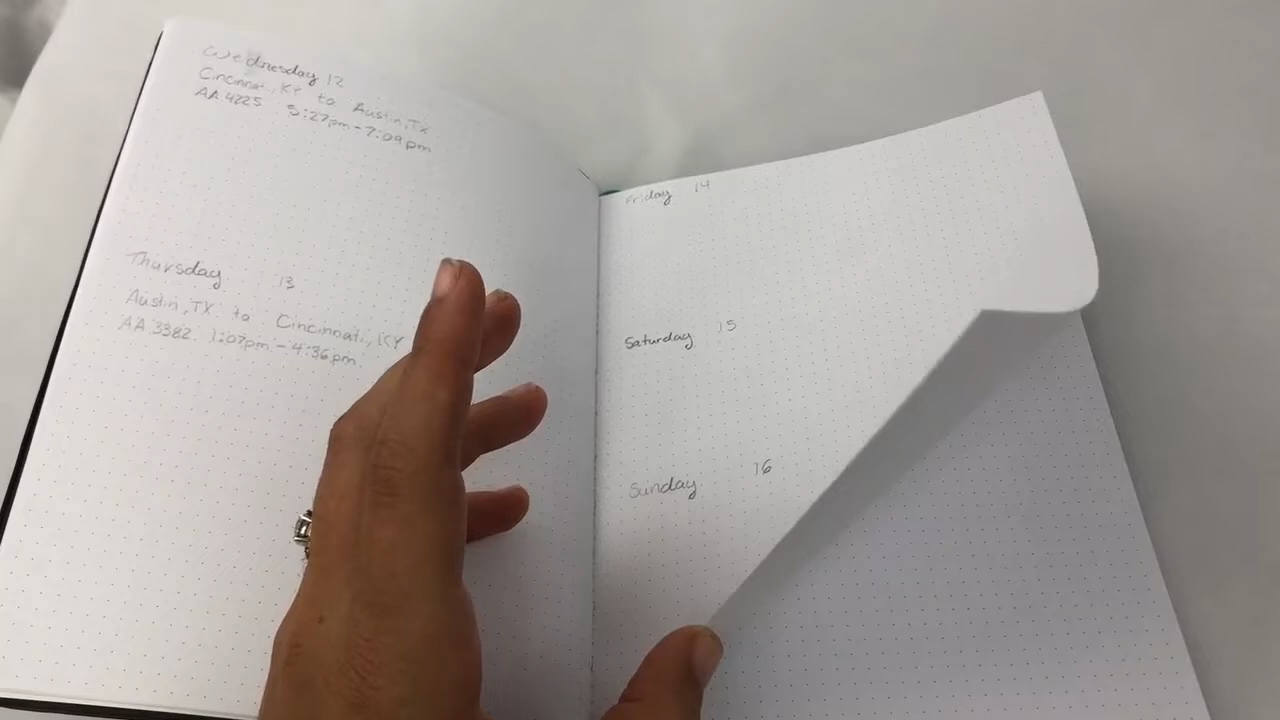 Wednesday 12
Cincinnati, KY to Austin, TX
AA 4225 5:27pm - 7:09pm
Thursday 13
Austin, TX to Cincinnati, KY
AA 3382 1:07pm - 4:36pm
Friday 14
Saturday 15
Sunday 16